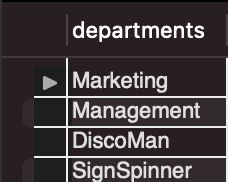 departments
Marketing
Management
DiscoMan
SignSpinner